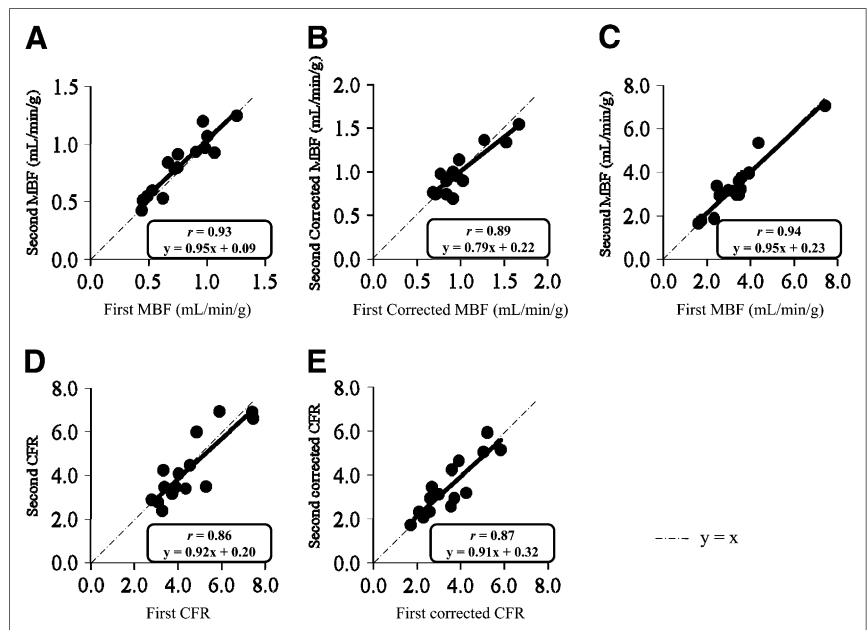 A
Second MBF (mL/min/g)
1.5
1.0
0.5
0.0
r = 0.93
y = 0.95x + 0.09
0.0 0.5 1.0 1.5
First MBF (mL/min/g)
B
Second Corrected MBF (mL/min/g)
2.0
1.5
1.0
0.5
0.0
r = 0.89
y = 0.79x + 0.22
0.0 0.5 1.0 1.5 2.0
First Corrected MBF (mL/min/g)
C
Second MBF (mL/min/g)
8.0
6.0
4.0
2.0
0.0
r = 0.94
y = 0.95x + 0.23
0.0 2.0 4.0 6.0 8.0
First MBF (mL/min/g)
D
Second CFR
8.0
6.0
4.0
2.0
0.0
r = 0.86
y = 0.92x + 0.20
0.0 2.0 4.0 6.0 8.0
First CFR
E
Second corrected CFR
8.0
6.0
4.0
2.0
0.0
r = 0.87
y = 0.91x + 0.32
0.0 2.0 4.0 6.0 8.0
First corrected CFR
y = x